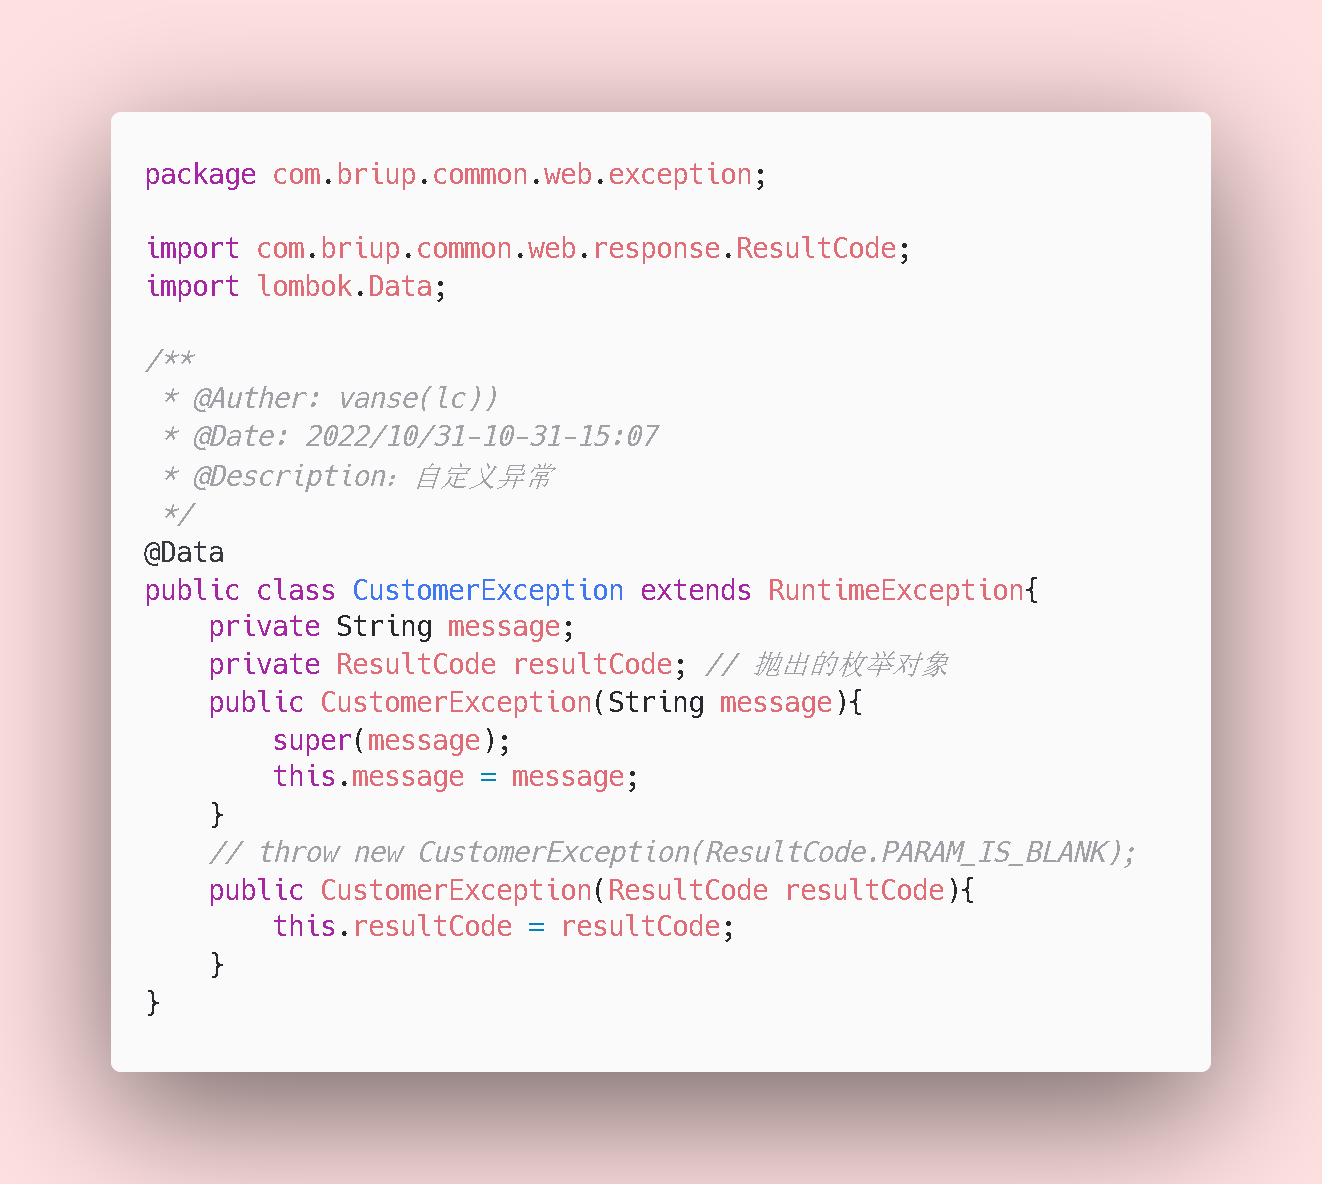 package com.briup.common.web.exception;

import com.briup.common.web.response.ResultCode;
import lombok.Data;

/**
 * @Auther: vanse(lc))
 * @Date: 2022/10/31-10-31-15:07
 * @Description：自定义异常
 */
@Data
public class CustomerException extends RuntimeException{
    private String message;
    private ResultCode resultCode; // 抛出的枚举对象
    public CustomerException(String message){
        super(message);
        this.message = message;
    }
    // throw new CustomerException(ResultCode.PARAM_IS_BLANK);
    public CustomerException(ResultCode resultCode){
        this.resultCode = resultCode;
    }
}